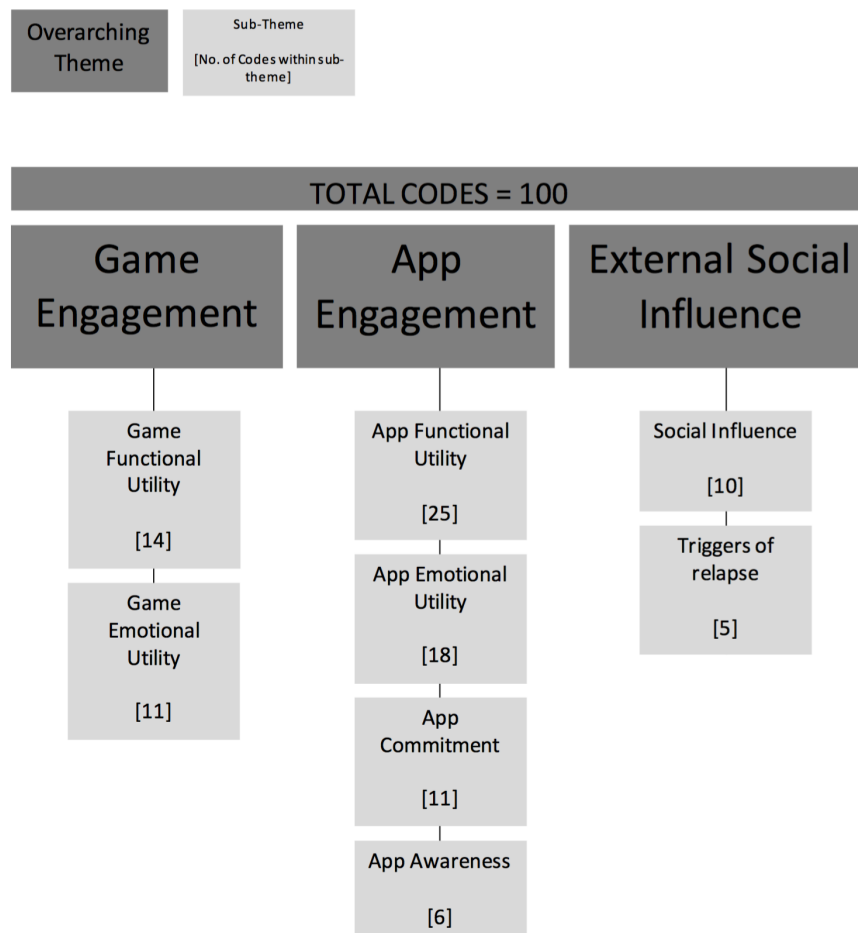 Overarching
Theme
Sub-Theme
[No. of Codes within sub-
theme]
TOTAL CODES = 100
Game
Engagement
Game
Functional
Utility
[14]
Game
Emotional
Utility
[11]
App
Engagement
App Functional
Utility
[25]
App Emotional
Utility
[18]
App
Commitment
[11]
App Awareness
[6]
External Social
Influence
Social Influence
[10]
Triggers of
relapse
[5]